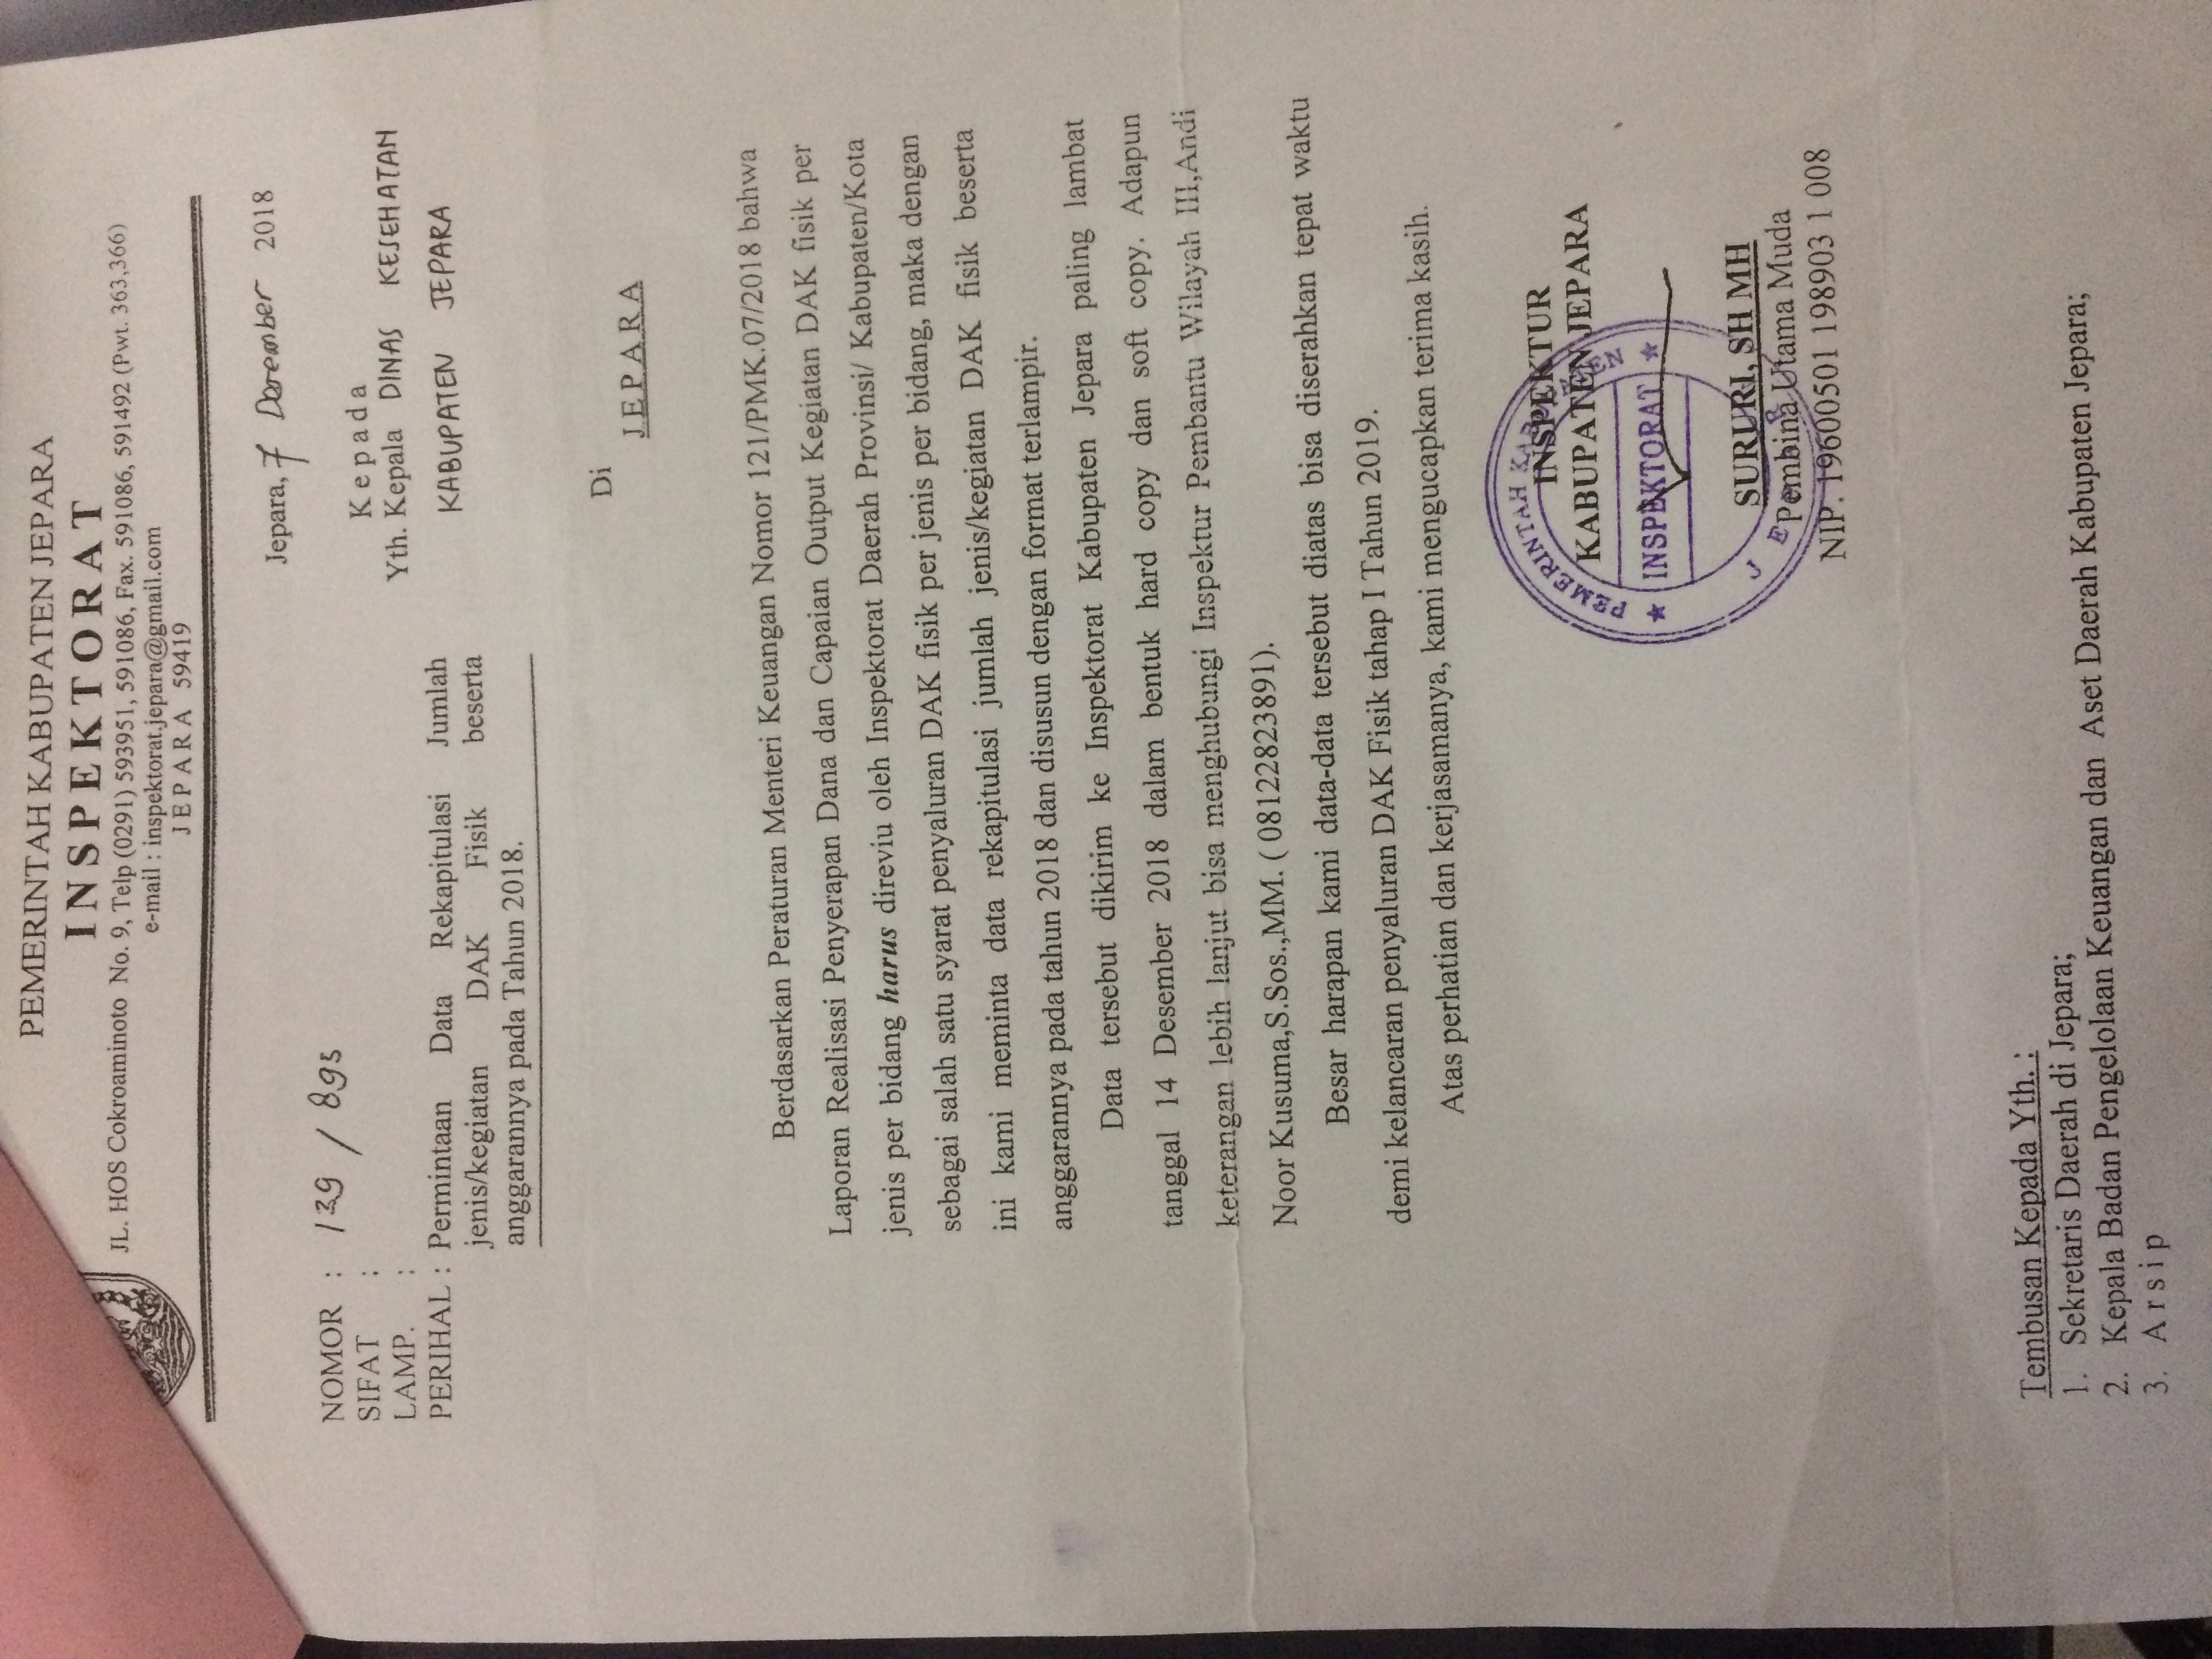 PEMERINTAH KABUPATEN JEPARA
INSPEKTORAT
JL. HOS Cokroaminoto No. 9, Telp (0291) 593951, 591086, Fax. 591086, 591492 (Pwt. 363,366)
e-mail : inspektorat.jepara@gmail.com
JEPARA 59419
Jepara, 7 Desember 2018
NOMOR : 139 / 895
SIFAT :
LAMP. :
PERIHAL : Permintaan Data Rekapitulasi Jumlah
jenis/kegiatan DAK Fisik beserta
anggarannya pada Tahun 2018.
Kepada
Yth. Kepala DINAS KESEHATAN
KABUPATEN JEPARA
Di
JEPARA
Berdasarkan Peraturan Menteri Keuangan Nomor 121/PMK.07/2018 bahwa
Laporan Realisasi Penyerapan Dana dan Capaian Output Kegiatan DAK fisik per
jenis per bidang harus direviu oleh Inspektorat Daerah Provinsi/ Kabupaten/Kota
sebagai salah satu syarat penyaluran DAK fisik per jenis per bidang, maka dengan
ini kami meminta data rekapitulasi jumlah jenis/kegiatan DAK fisik beserta
anggarannya pada tahun 2018 dan disusun dengan format terlampir.
Data tersebut dikirim ke Inspektorat Kabupaten Jepara paling lambat
tanggal 14 Desember 2018 dalam bentuk hard copy dan soft copy. Adapun
keterangan lebih lanjut bisa menghubungi Inspektur Pembantu Wilayah III,Andi
Noor Kusuma,S.Sos.,MM. ( 08122823891).
Besar harapan kami data-data tersebut diatas bisa diserahkan tepat waktu
demi kelancaran penyaluran DAK Fisik tahap I Tahun 2019.
Atas perhatian dan kerjasamanya, kami mengucapkan terima kasih.
INSPEKTUR
KABUPATEN JEPARA
PEMERINTAH KABUPATEN
INSPEKTORAT
JEPARA
SURURI, SH MH
Pembina Utama Muda
NIP. 19600501 198903 1 008
Tembusan Kepada Yth. :
1. Sekretaris Daerah di Jepara;
2. Kepala Badan Pengelolaan Keuangan dan Aset Daerah Kabupaten Jepara;
3. Arsip